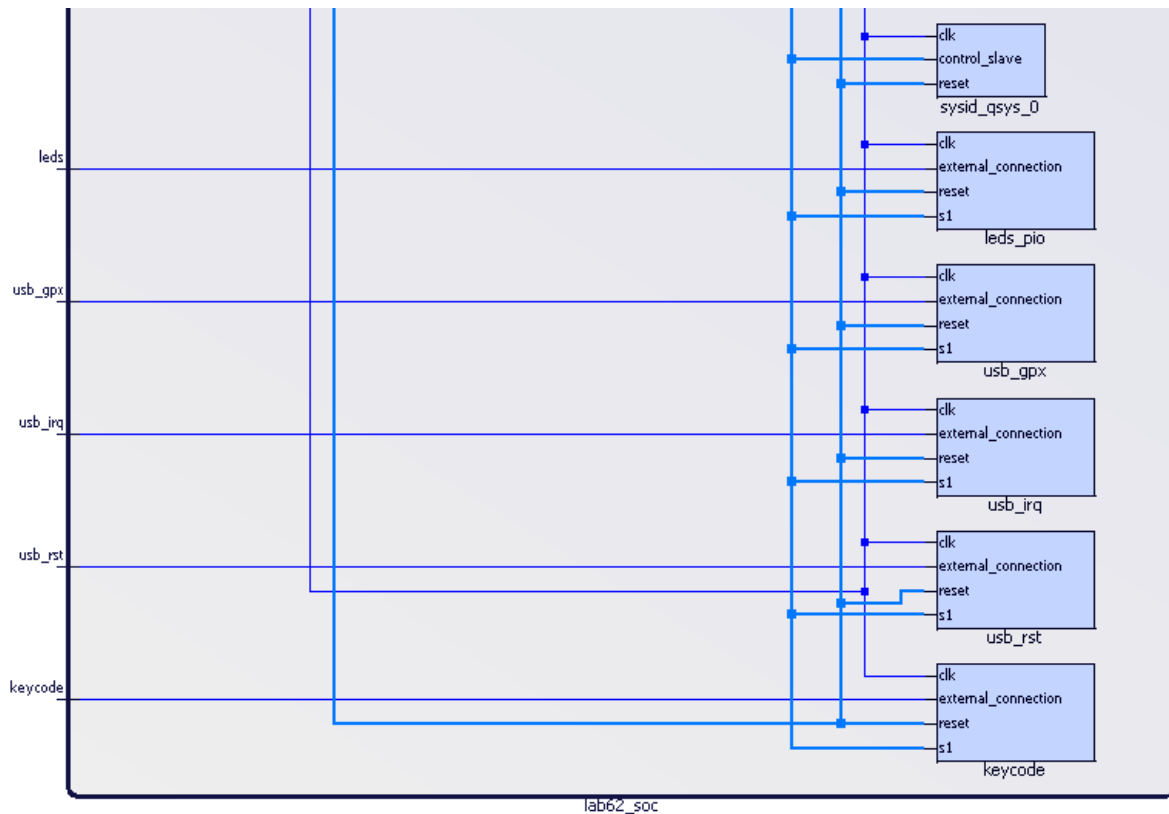 clk
control_slave
reset
sysid_qsys_0
leds
clk
external_connection
reset
s1
leds_pio
usb_gpx
clk
external_connection
reset
s1
usb_gpx
usb_irq
clk
external_connection
reset
s1
usb_irq
usb_rst
clk
external_connection
reset
s1
usb_rst
keycode
clk
external_connection
reset
s1
keycode
lab62_soc